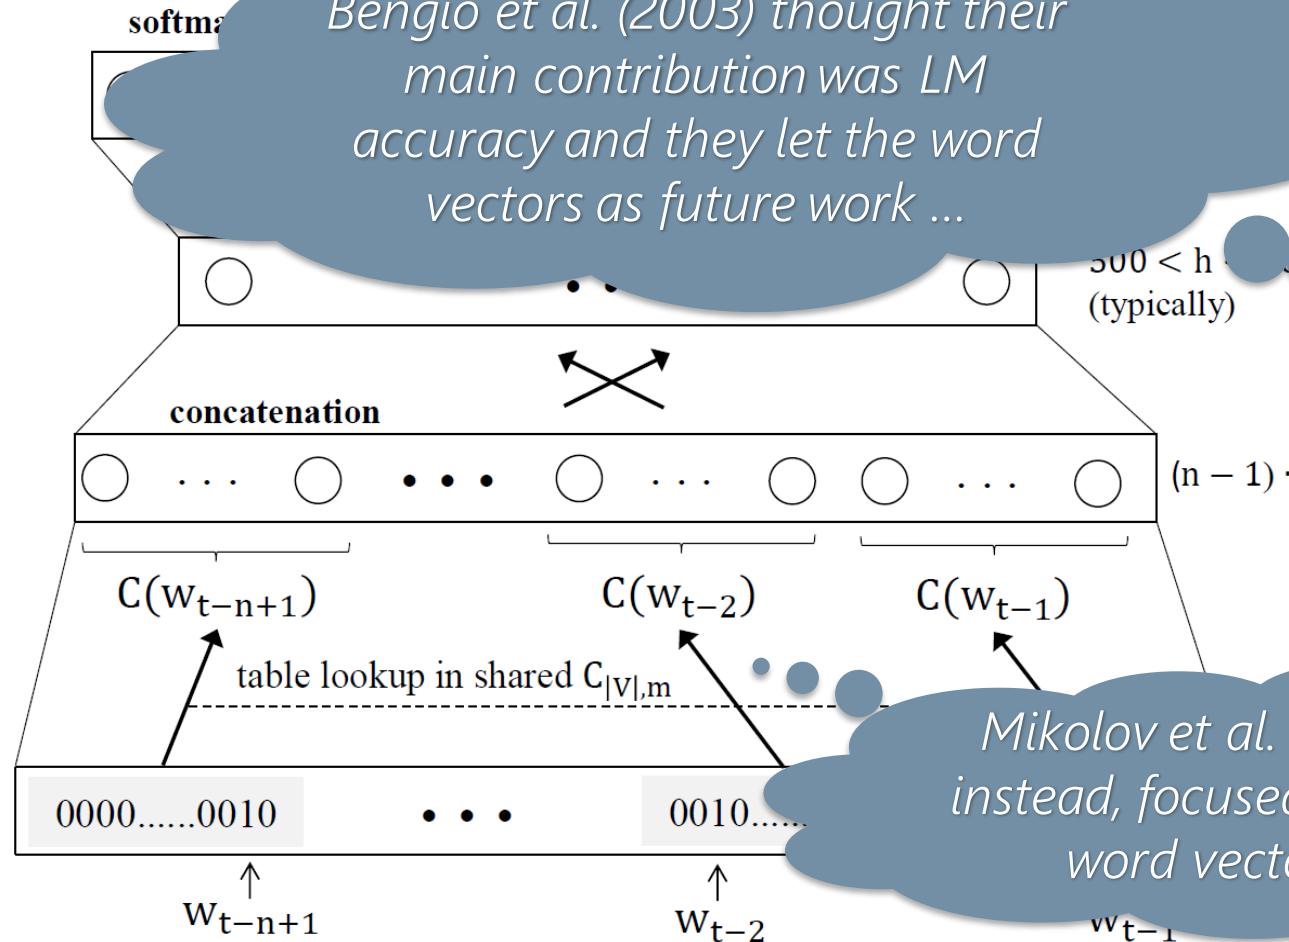 Bengio et al. (2003) thought their
main contribution was LM
accuracy and they let the word
vectors as future work ...
500 < h
(typically)
concatenation
(n − 1)
C(wₜ₋ₙ₊₁) C(wₜ₋₂) C(wₜ₋₁)
table lookup in shared C|V|,m
Mikolov et al.
instead, focused
word
0000......0010 0010......
wₜ₋ₙ₊₁ wₜ₋₂ wₜ₋₁